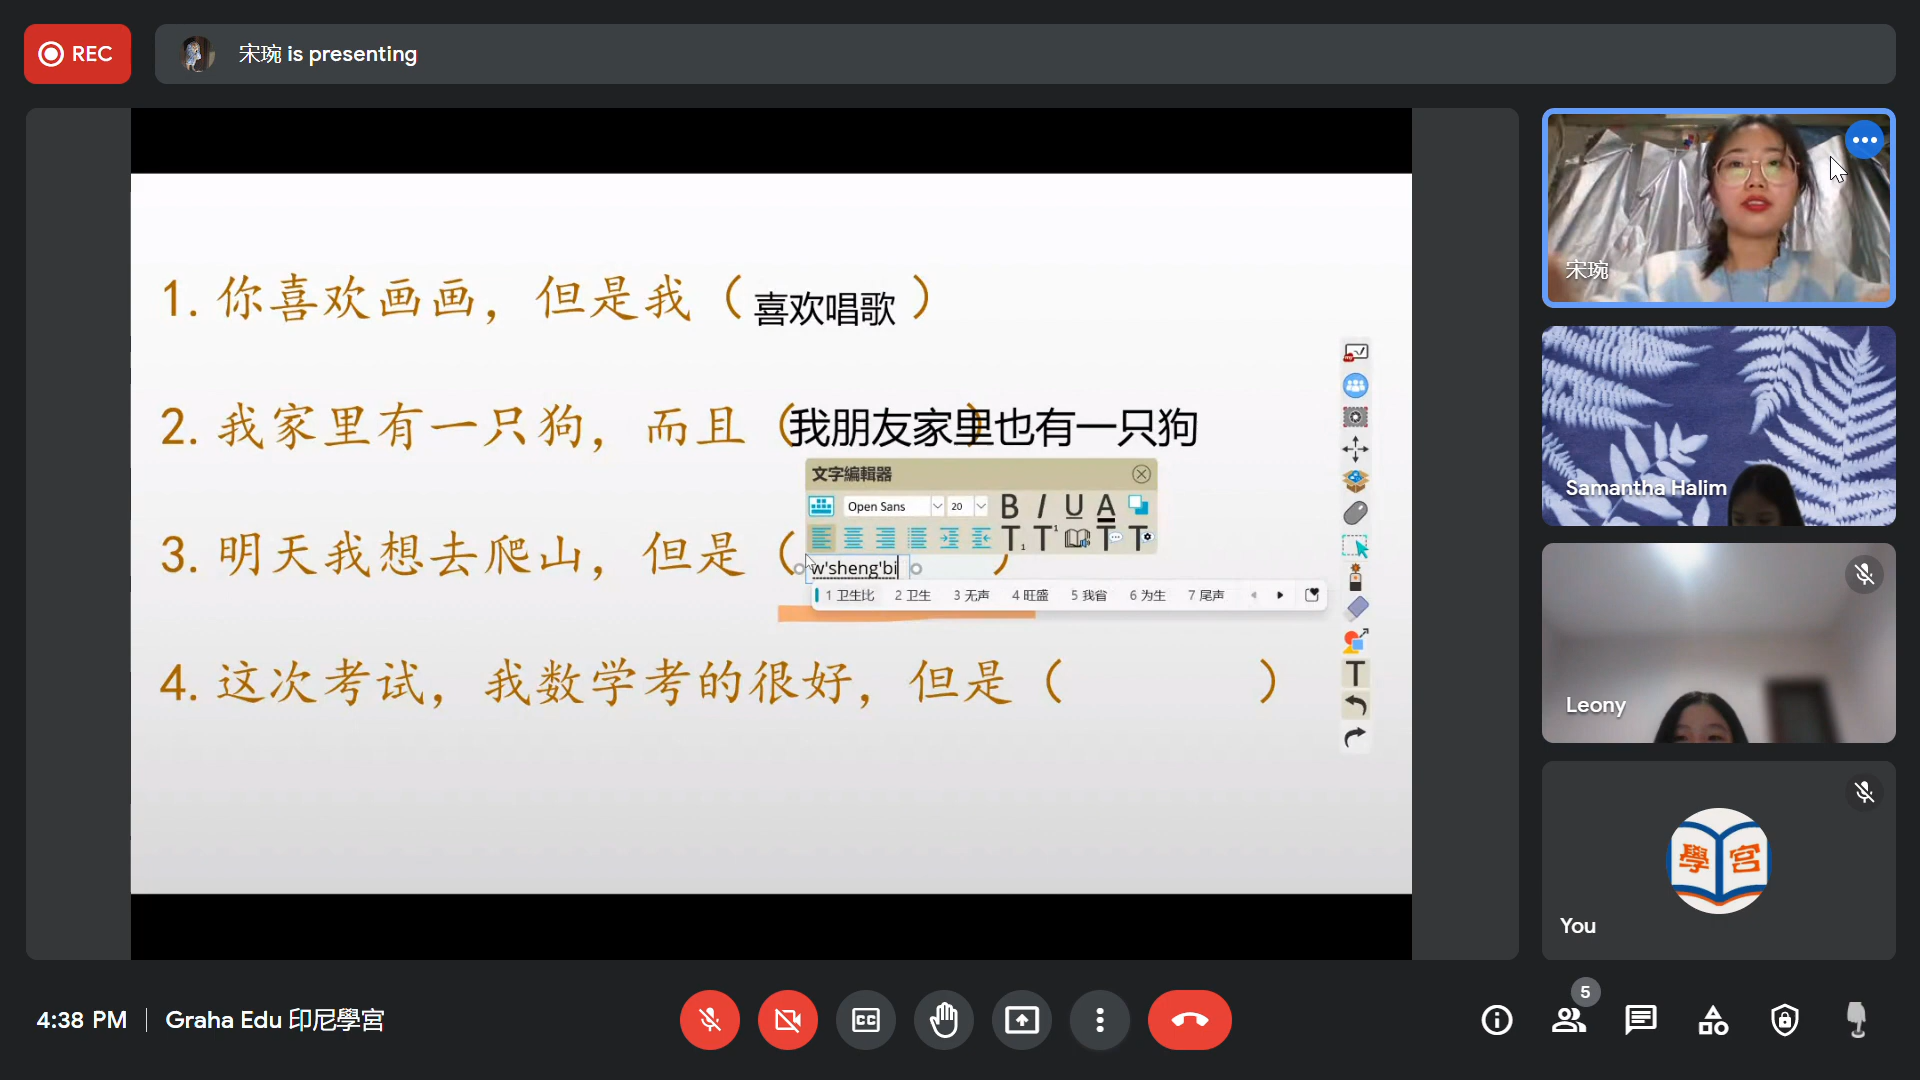 REC
宋琬 is presenting
1. 你喜欢画画，但是我（喜欢唱歌）
2. 我家里有一只狗，而且（我朋友家里也有一只狗）
文字編輯器
Open Sans 20 B I U A
3. 明天我想去爬山，但是（w'sheng'bi）
1 卫生比 2 卫生 3 无声 4 旺盛 5 我省 6 为生 7 尾声
4. 这次考试，我数学考的很好，但是（ ）
宋琬
Samantha Halim
Leony
學宮
You
4:38 PM Graha Edu 印尼學宮
CC
5